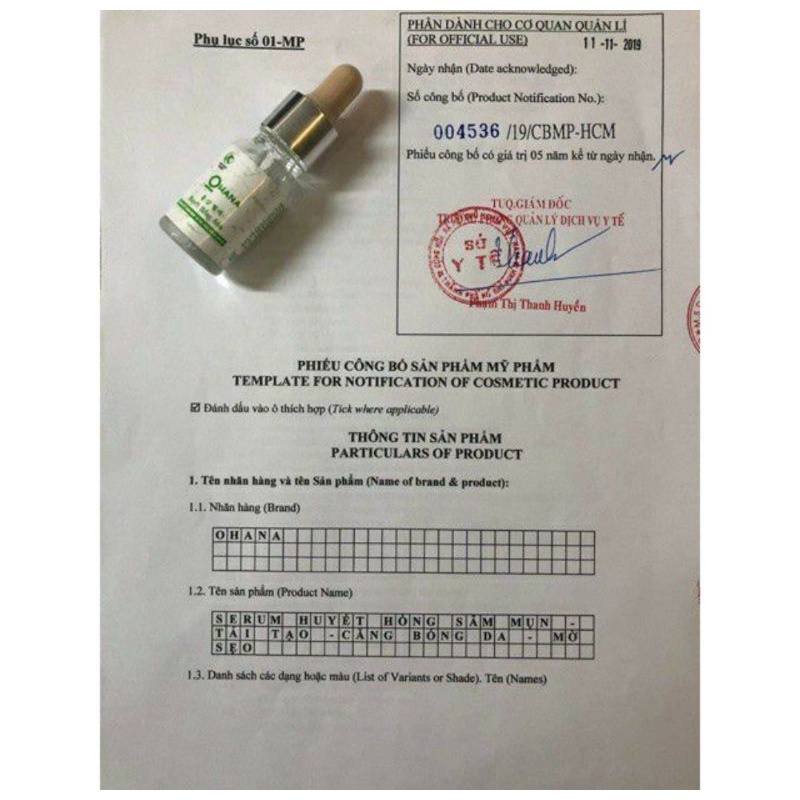 Phụ lục số 01-MP
PHẦN DÀNH CHO CƠ QUAN QUẢN LÍ
(FOR OFFICIAL USE)
11 -11- 2019
Ngày nhận (Date acknowledged):
Số công bố (Product Notification No.):
004536 /19/CBMP-HCM
Phiếu công bố có giá trị 05 năm kể từ ngày nhận.
TUQ.GIÁM ĐỐC
TRƯỞNG PHÒNG QUẢN LÝ DỊCH VỤ Y TẾ
SỞ
Y TẾ
Phạm Thị Thanh Huyền
OHANA
PHIẾU CÔNG BỐ SẢN PHẨM MỸ PHẨM
TEMPLATE FOR NOTIFICATION OF COSMETIC PRODUCT
☑ Đánh dấu vào ô thích hợp (Tick where applicable)
THÔNG TIN SẢN PHẨM
PARTICULARS OF PRODUCT
1. Tên nhãn hàng và tên Sản phẩm (Name of brand & product):
1.1. Nhãn hàng (Brand)
OHANA
1.2. Tên sản phẩm (Product Name)
SERUM HUYẾT HỒNG SÂM MỤN -
TÁI TẠO - CĂNG BÓNG DA - MỜ
SẸO
1.3. Danh sách các dạng hoặc màu (List of Variants or Shade). Tên (Names)